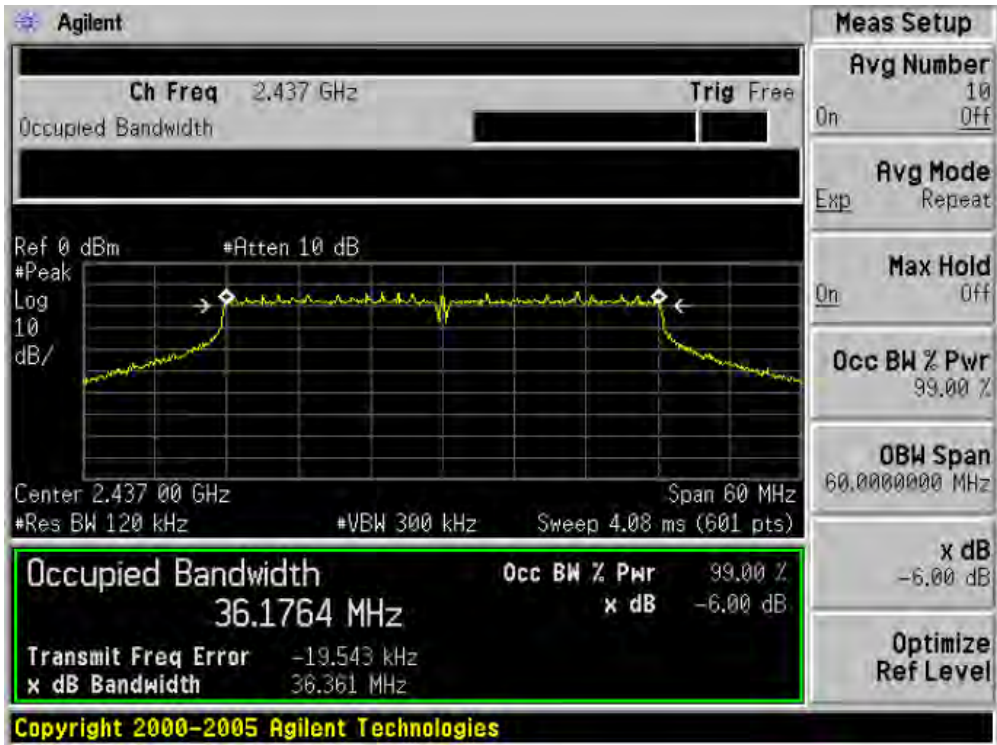 Agilent
Meas Setup
Ch Freq 2.437 GHz Trig Free
Occupied Bandwidth
Avg Number
10
On Off
Avg Mode
Exp Repeat
Max Hold
On Off
Occ BW % Pwr
99.00 %
OBW Span
60.0000000 MHz
x dB
-6.00 dB
Optimize
Ref Level
Ref 0 dBm #Atten 10 dB
#Peak
Log
10
dB/
Center 2.437 00 GHz Span 60 MHz
#Res BW 120 kHz #VBW 300 kHz Sweep 4.08 ms (601 pts)
Occupied Bandwidth Occ BW % Pwr 99.00 %
36.1764 MHz x dB -6.00 dB
Transmit Freq Error -19.543 kHz
x dB Bandwidth 36.361 MHz
Copyright 2000-2005 Agilent Technologies